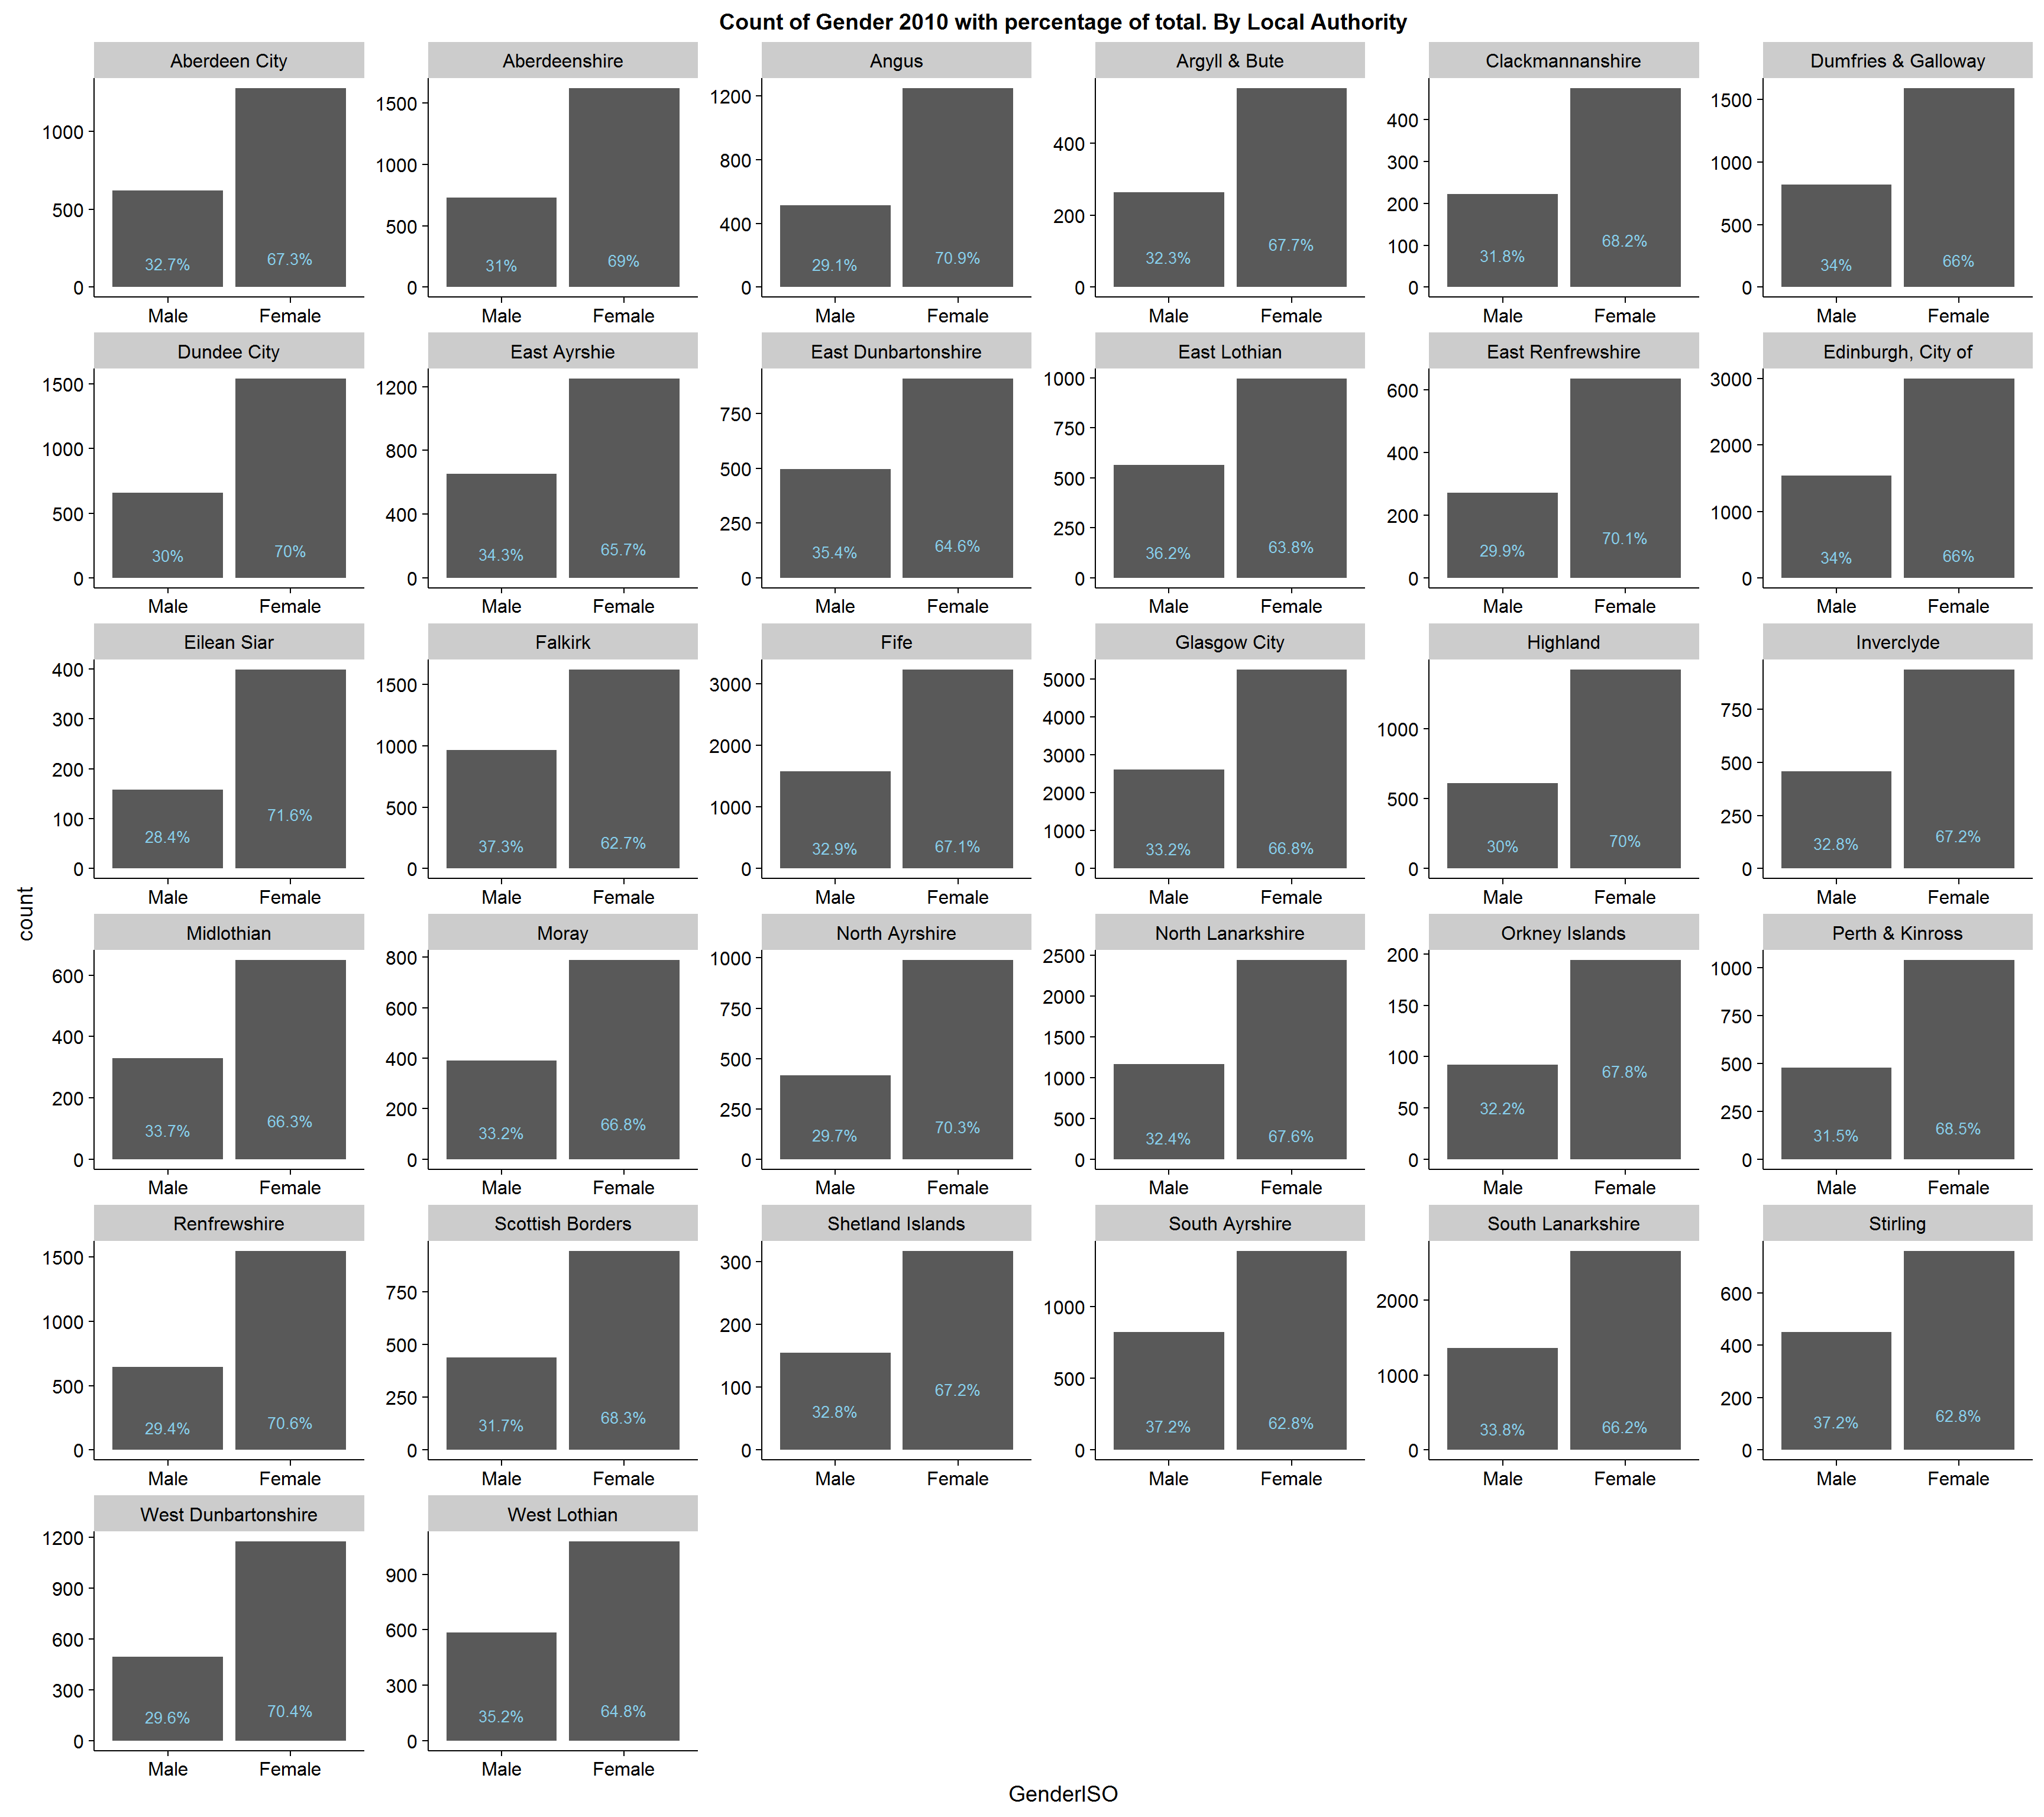 Count of Gender 2010 with percentage of total. By Local Authority
Aberdeen City Aberdeenshire Angus Argyll & Bute Clackmannanshire Dumfries & Galloway
1000 500 0 32.7% 67.3% Male Female
1500 1000 500 0 31% 69% Male Female
1200 800 400 0 29.1% 70.9% Male Female
400 200 0 32.3% 67.7% Male Female
400 300 200 100 0 31.8% 68.2% Male Female
1500 1000 500 0 34% 66% Male Female
Dundee City East Ayrshie East Dunbartonshire East Lothian East Renfrewshire Edinburgh, City of
1500 1000 500 0 30% 70% Male Female
1200 800 400 0 34.3% 65.7% Male Female
750 500 250 0 35.4% 64.6% Male Female
1000 750 500 250 0 36.2% 63.8% Male Female
600 400 200 0 29.9% 70.1% Male Female
3000 2000 1000 0 34% 66% Male Female
Eilean Siar Falkirk Fife Glasgow City Highland Inverclyde
400 300 200 100 0 28.4% 71.6% Male Female
1500 1000 500 0 37.3% 62.7% Male Female
3000 2000 1000 0 32.9% 67.1% Male Female
5000 4000 3000 2000 1000 0 33.2% 66.8% Male Female
1000 500 0 30% 70% Male Female
750 500 250 0 32.8% 67.2% Male Female
count
Midlothian Moray North Ayrshire North Lanarkshire Orkney Islands Perth & Kinross
600 400 200 0 33.7% 66.3% Male Female
800 600 400 200 0 33.2% 66.8% Male Female
1000 750 500 250 0 29.7% 70.3% Male Female
2500 2000 1500 1000 500 0 32.4% 67.6% Male Female
200 150 100 50 0 32.2% 67.8% Male Female
1000 750 500 250 0 31.5% 68.5% Male Female
Renfrewshire Scottish Borders Shetland Islands South Ayrshire South Lanarkshire Stirling
1500 1000 500 0 29.4% 70.6% Male Female
750 500 250 0 31.7% 68.3% Male Female
300 200 100 0 32.8% 67.2% Male Female
1000 500 0 37.2% 62.8% Male Female
2000 1000 0 33.8% 66.2% Male Female
600 400 200 0 37.2% 62.8% Male Female
West Dunbartonshire West Lothian
1200 900 600 300 0 29.6% 70.4% Male Female
900 600 300 0 35.2% 64.8% Male Female
GenderISO